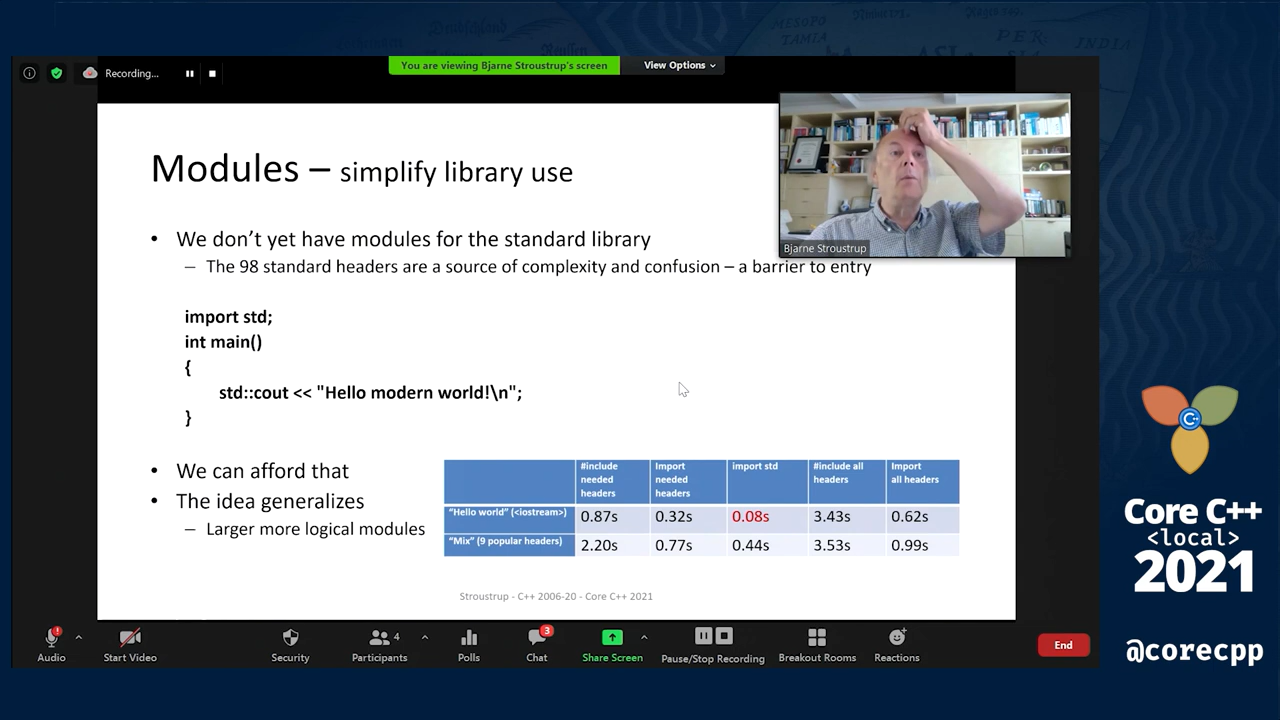 MESOPO
TAMIA
INDIA
Recording...
You are viewing Bjarne Stroustrup's screen
View Options
Modules – simplify library use
Bjarne Stroustrup
• We don't yet have modules for the standard library
– The 98 standard headers are a source of complexity and confusion – a barrier to entry
import std;
int main()
{
std::cout << "Hello modern world!\n";
}
• We can afford that
• The idea generalizes
– Larger more logical modules
#include needed headers Import needed headers import std #include all headers Import all headers
"Hello world" (<iostream>) 0.87s 0.32s 0.08s 3.43s 0.62s
"Mix" (9 popular headers) 2.20s 0.77s 0.44s 3.53s 0.99s
Stroustrup - C++ 2006-20 - Core C++ 2021
Audio
Start Video
Security
Participants 4
Polls
Chat 3
Share Screen
Pause/Stop Recording
Breakout Rooms
Reactions
End
C++
Core C++
<local>
2021
@corecpp